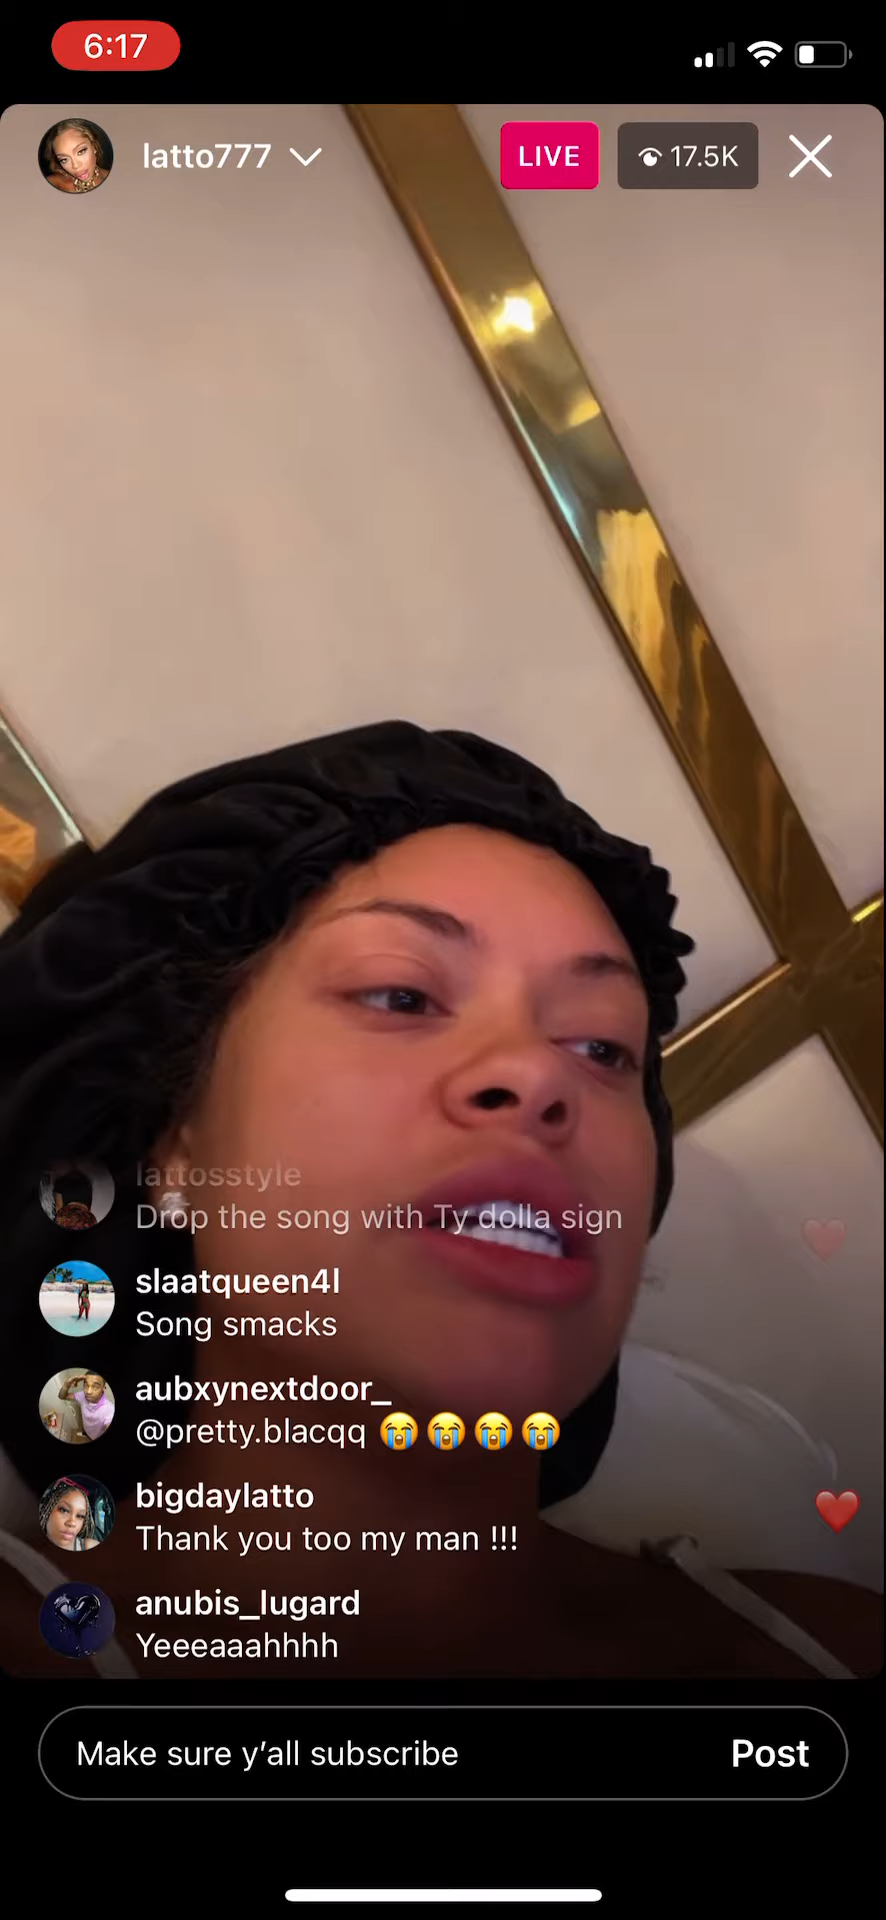 6:17
latto777
LIVE
17.5K
lattosstyle
Drop the song with Ty dolla sign
slaatqueen4l
Song smacks
aubxynextdoor_
@pretty.blacqq 😭😭😭😭
bigdaylatto
Thank you too my man !!!
anubis_lugard
Yeeeaaahhhh
Make sure y’all subscribe
Post